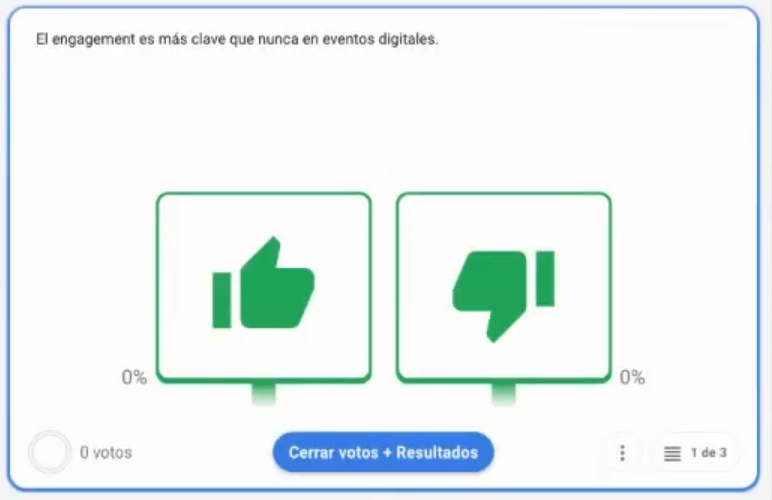 El engagement es más clave que nunca en eventos digitales.
0%
0%
0 votos
Cerrar votos + Resultados
1 de 3